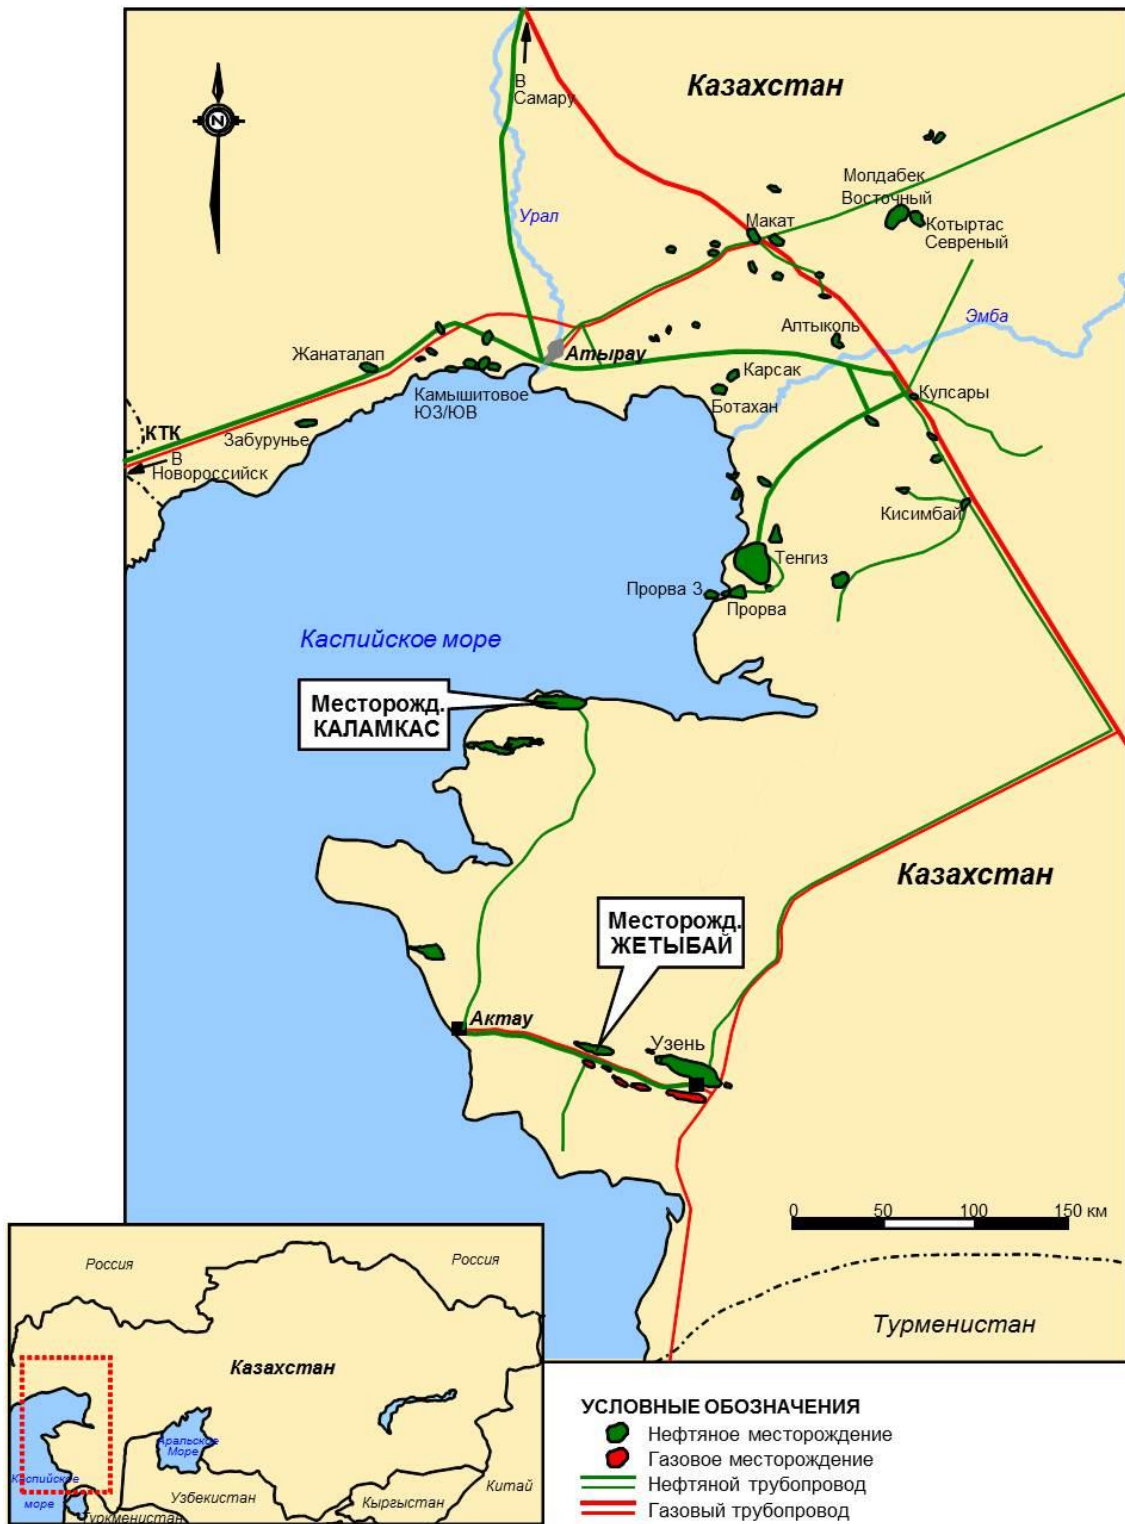 Казахстан
В
Самару
Молдабек
Восточный
Урал
Макат
Котыртас
Севреный
Эмба
Алтыколь
Жанаталап
Атырау
Карсак
Камышитовое
ЮЗ/ЮВ
Ботахан
Кулсары
КТК
Забурунье
В
Новороссийск
Кисимбай
Тенгиз
Прорва 3
Прорва
Каспийское море
Месторожд.
КАЛАМКАС
Казахстан
Месторожд.
ЖЕТЫБАЙ
Актау
Узень
0 50 100 150 км
Турменистан
Россия
Россия
Казахстан
Аральское
Море
Каспийское
море
Узбекистан
Кыргыстан
Китай
Туркменистан
УСЛОВНЫЕ ОБОЗНАЧЕНИЯ
Нефтяное месторождение
Газовое месторождение
Нефтяной трубопровод
Газовый трубопровод
N